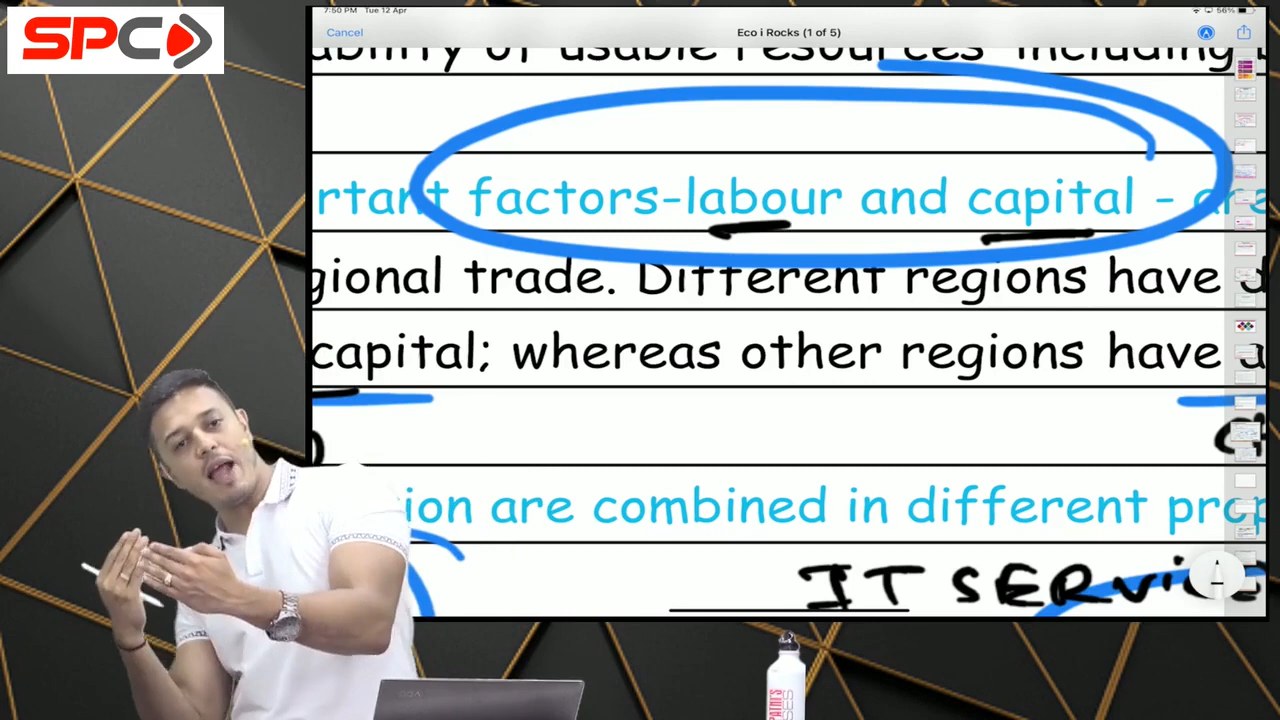 SPC
7:50 PM Tue 12 Apr
56%
Cancel
Eco i Rocks (1 of 5)
ability of usable resources including
rtant factors-labour and capital - are
gional trade. Different regions have d
capital; whereas other regions have a
ion are combined in different prop
IT SERVICE